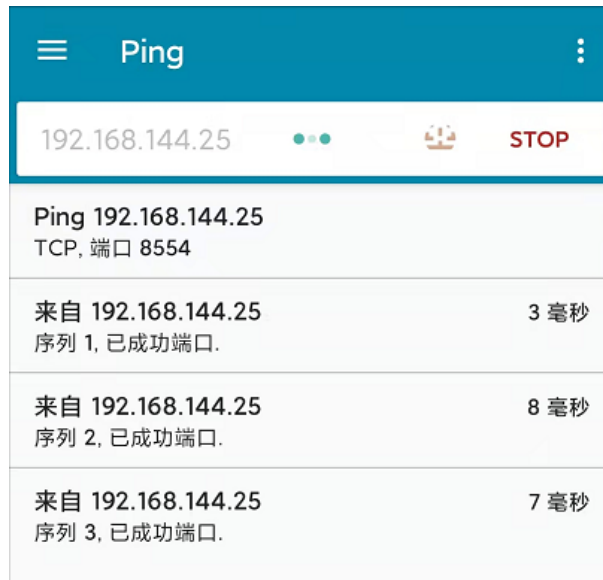 Ping
192.168.144.25
STOP
Ping 192.168.144.25
TCP, 端口 8554
来自 192.168.144.25
3 毫秒
序列 1, 已成功端口.
来自 192.168.144.25
8 毫秒
序列 2, 已成功端口.
来自 192.168.144.25
7 毫秒
序列 3, 已成功端口.